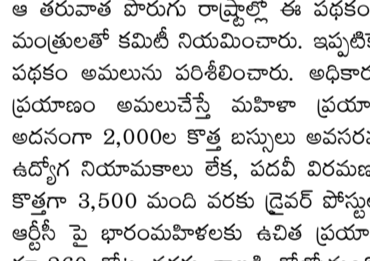 ఆ తరువాత పొరుగు రాష్ట్రాల్లో ఈ పథకం
మంత్రులతో కమిటీ నియమించారు. ఇప్పటికే
పథకం అమలును పరిశీలించారు. అధికార
ప్రయాణం అమలుచేస్తే మహిళా ప్రయా
అదనంగా 2,000ల కొత్త బస్సులు అవసర
ఉద్యోగ నియామకాలు లేక, పదవీ విరమణ
కొత్తగా 3,500 మంది వరకు డ్రైవర్ పోస్టు
ఆర్టీసీ పై భారంమహిళలకు ఉచిత ప్రయా